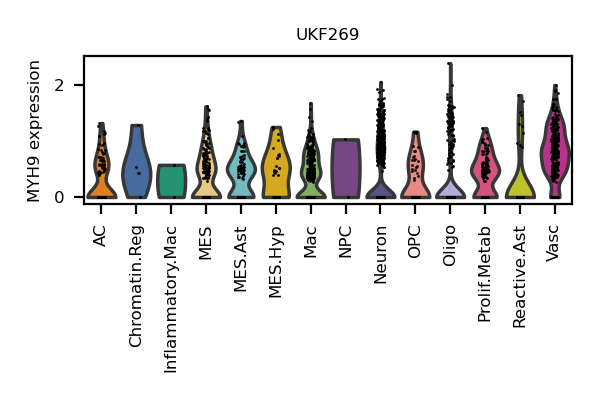 UKF269
MYH9 expression
2
0
AC
Chromatin.Reg
Inflammatory.Mac
MES
MES.Ast
MES.Hyp
Mac
NPC
Neuron
OPC
Oligo
Prolif.Metab
Reactive.Ast
Vasc